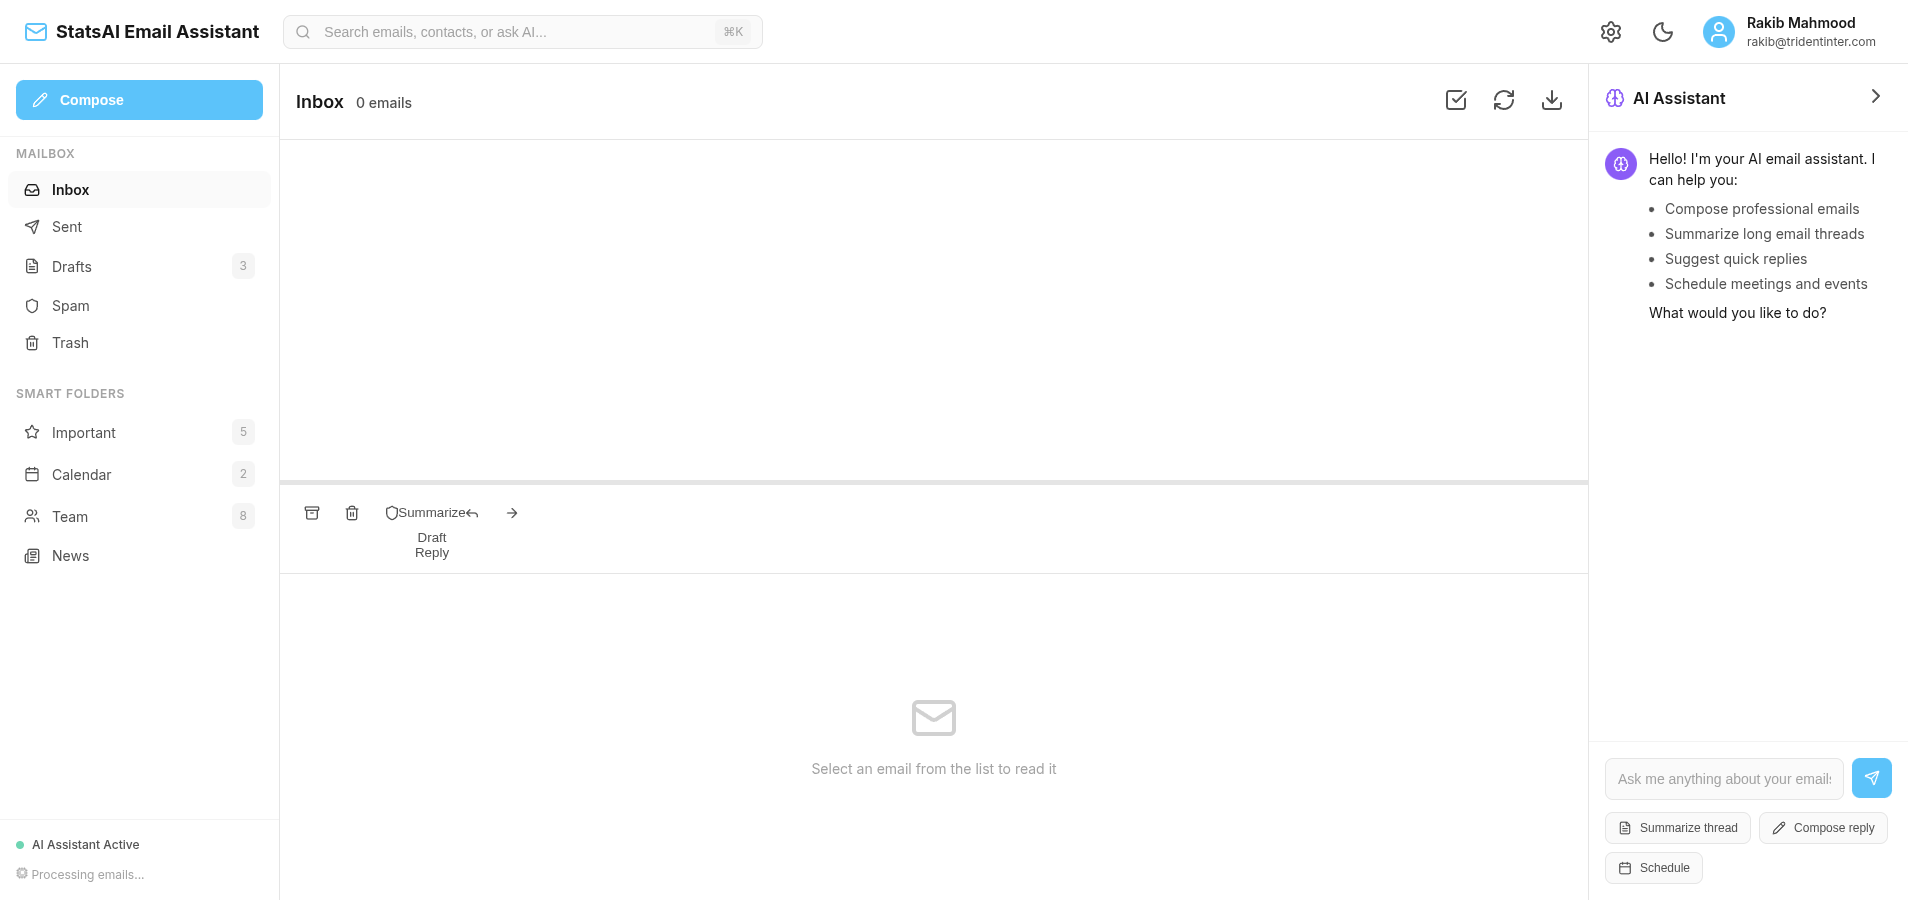 StatsAI Email Assistant
Search emails, contacts, or ask AI...
⌘K
Rakib Mahmood
rakib@tridentinter.com
Compose
MAILBOX
Inbox
Sent
Drafts
3
Spam
Trash
SMART FOLDERS
Important
5
Calendar
2
Team
8
News
AI Assistant Active
Processing emails...
Inbox
0 emails
Summarize
Draft
Reply
Select an email from the list to read it
AI Assistant
Hello! I'm your AI email assistant. I
can help you:
• Compose professional emails
• Summarize long email threads
• Suggest quick replies
• Schedule meetings and events
What would you like to do?
Ask me anything about your emails
Summarize thread
Compose reply
Schedule